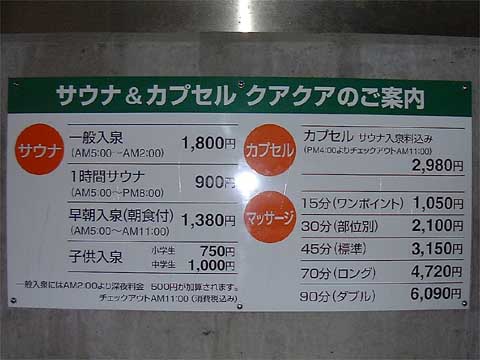 サウナ&カプセル クアクアのご案内
サウナ
一般入泉 1,800円
(AM5:00〜AM2:00)
1時間サウナ 900円
(AM5:00〜PM8:00)
早朝入泉(朝食付) 1,380円
(AM5:00〜AM11:00)
子供入泉 小学生 750円
中学生 1,000円
一般入泉にはAM2:00より深夜料金 500円が加算されます。
チェックアウトAM11:00 (消費税込み)
カプセル
カプセル サウナ入泉料込み
(PM4:00よりチェックアウトAM11:00)
2,980円
マッサージ
15分(ワンポイント) 1,050円
30分(部位別) 2,100円
45分(標準) 3,150円
70分(ロング) 4,720円
90分(ダブル) 6,090円